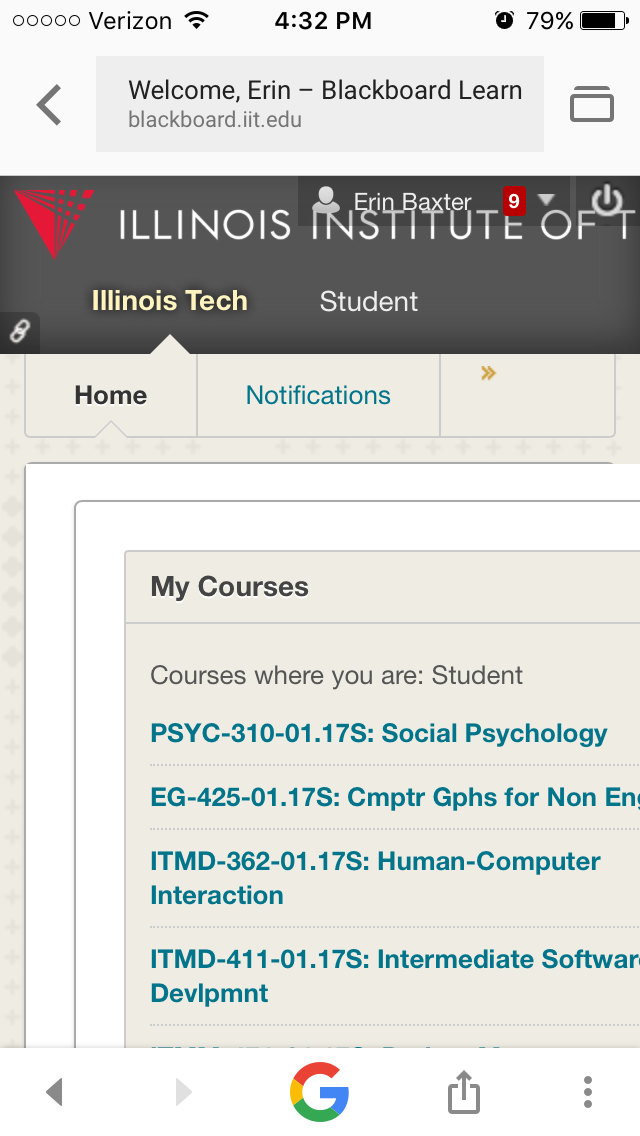 Verizon 4:32 PM 79%
Welcome, Erin – Blackboard Learn
blackboard.iit.edu
Erin Baxter 9
ILLINOIS INSTITUTE OF T
Illinois Tech Student
Home Notifications »
My Courses
Courses where you are: Student
PSYC-310-01.17S: Social Psychology
EG-425-01.17S: Cmptr Gphs for Non Eng
ITMD-362-01.17S: Human-Computer
Interaction
ITMD-411-01.17S: Intermediate Softwar
Devlpmnt